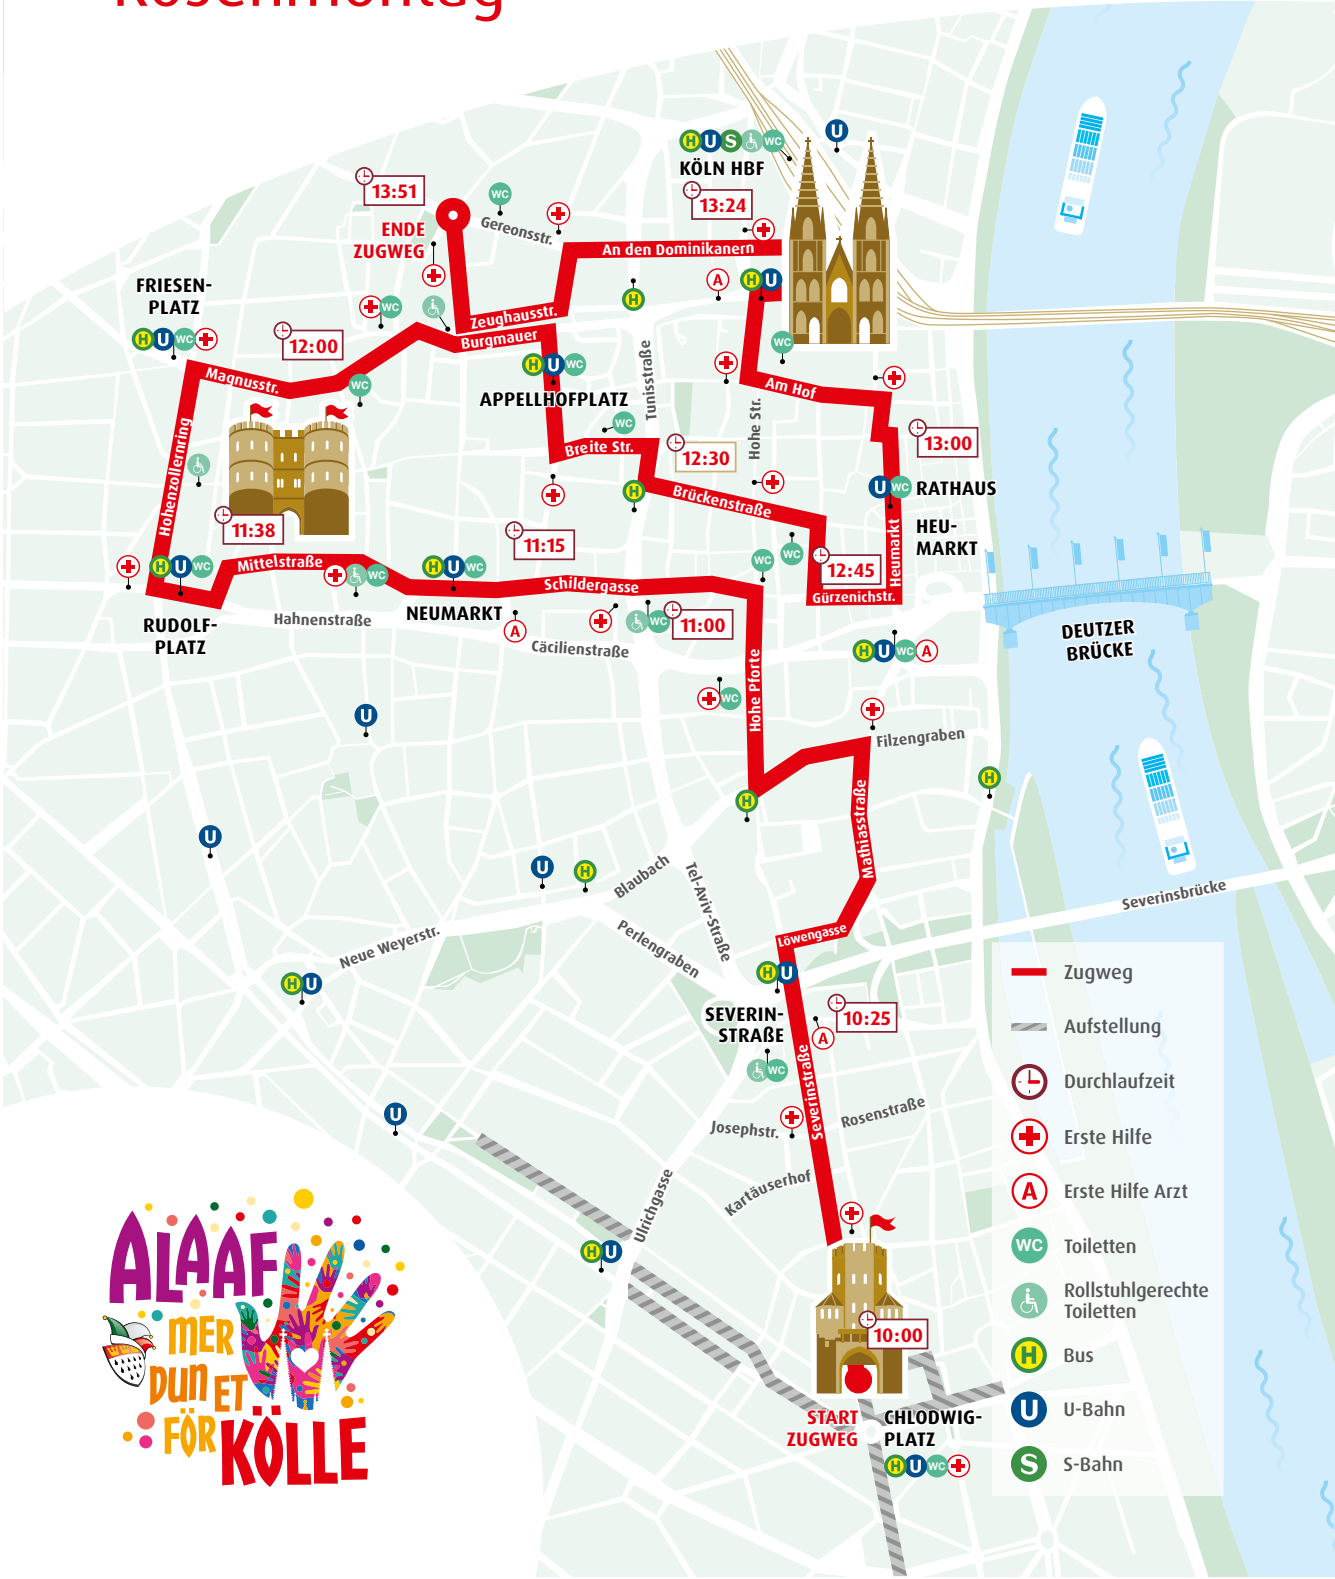 Rosenmontag
KÖLN HBF
13:51
13:24
ENDE
ZUGWEG
Gereonsstr.
An den Dominikanern
FRIESEN-
PLATZ
12:00
Zeughausstr.
Burgmauer
Magnusstr.
APPELLHOFPLATZ
Tunisstraße
Am Hof
Hohe Str.
Breite Str.
12:30
13:00
Hohenzollernring
RATHAUS
Brückenstraße
11:38
11:15
HEU-
MARKT
Heumarkt
12:45
Gürzenichstr.
Mittelstraße
Schildergasse
NEUMARKT
Hahnenstraße
11:00
RUDOLF-
PLATZ
Cäcilienstraße
DEUTZER
BRÜCKE
Hohe Pforte
Filzengraben
Mathiasstraße
Blaubach
Tel-Aviv-Straße
Severinsbrücke
Perlengraben
Neue Weyerstr.
Löwengasse
SEVERIN-
STRAßE
10:25
Severinstraße
Josephstr.
Rosenstraße
Kartäuserhof
Ulrichgasse
10:00
START
ZUGWEG
CHLODWIG-
PLATZ
Zugweg
Aufstellung
Durchlaufzeit
Erste Hilfe
A
Erste Hilfe Arzt
WC
Toiletten
Rollstuhlgerechte
Toiletten
H
Bus
U
U-Bahn
S
S-Bahn
ALAAF
MER
DUN ET
FÖR
KÖLLE